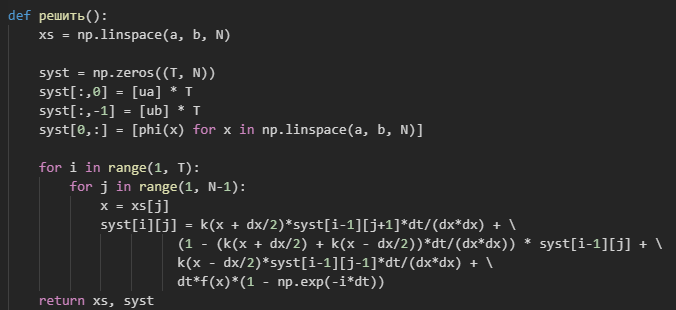 def решить():
    xs = np.linspace(a, b, N)

    syst = np.zeros((T, N))
    syst[:,0] = [ua] * T
    syst[:,-1] = [ub] * T
    syst[0,:] = [phi(x) for x in np.linspace(a, b, N)]

    for i in range(1, T):
        for j in range(1, N-1):
            x = xs[j]
            syst[i][j] = k(x + dx/2)*syst[i-1][j+1]*dt/(dx*dx) + \
                      (1 - (k(x + dx/2) + k(x - dx/2))*dt/(dx*dx)) * syst[i-1][j] + \
                      k(x - dx/2)*syst[i-1][j-1]*dt/(dx*dx) + \
                      dt*f(x)*(1 - np.exp(-i*dt))
    return xs, syst